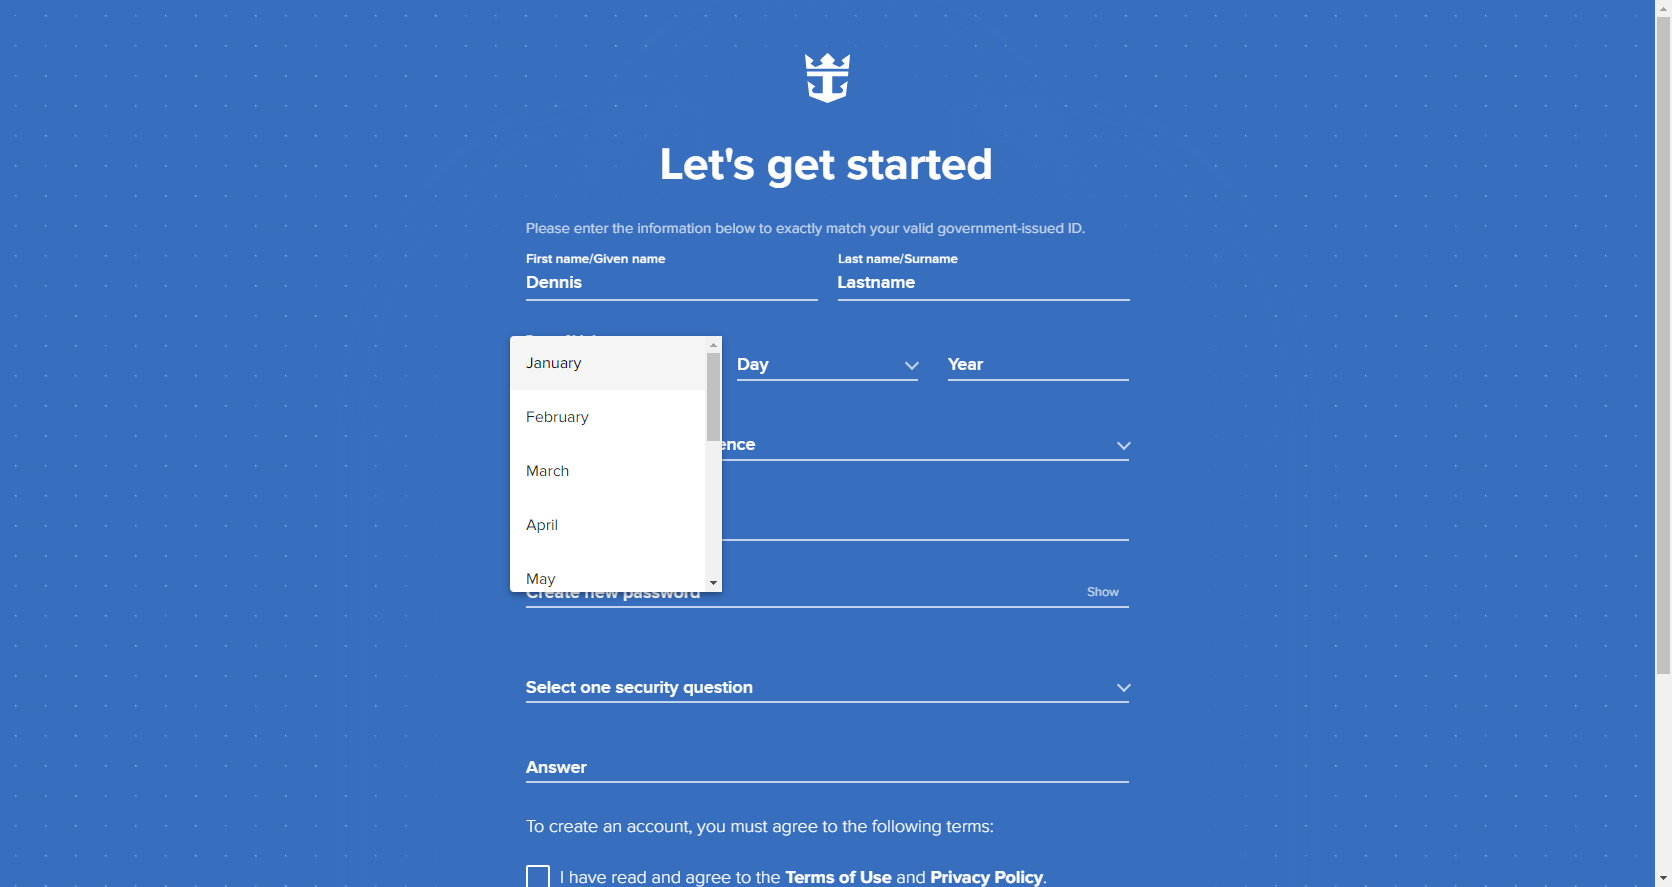 Let's get started
Please enter the information below to exactly match your valid government-issued ID.
First name/Given name
Last name/Surname
Dennis
Lastname
January
Day
Year
February
ence
March
April
May
Create new password
Show
Select one security question
Answer
To create an account, you must agree to the following terms:
I have read and agree to the Terms of Use and Privacy Policy.